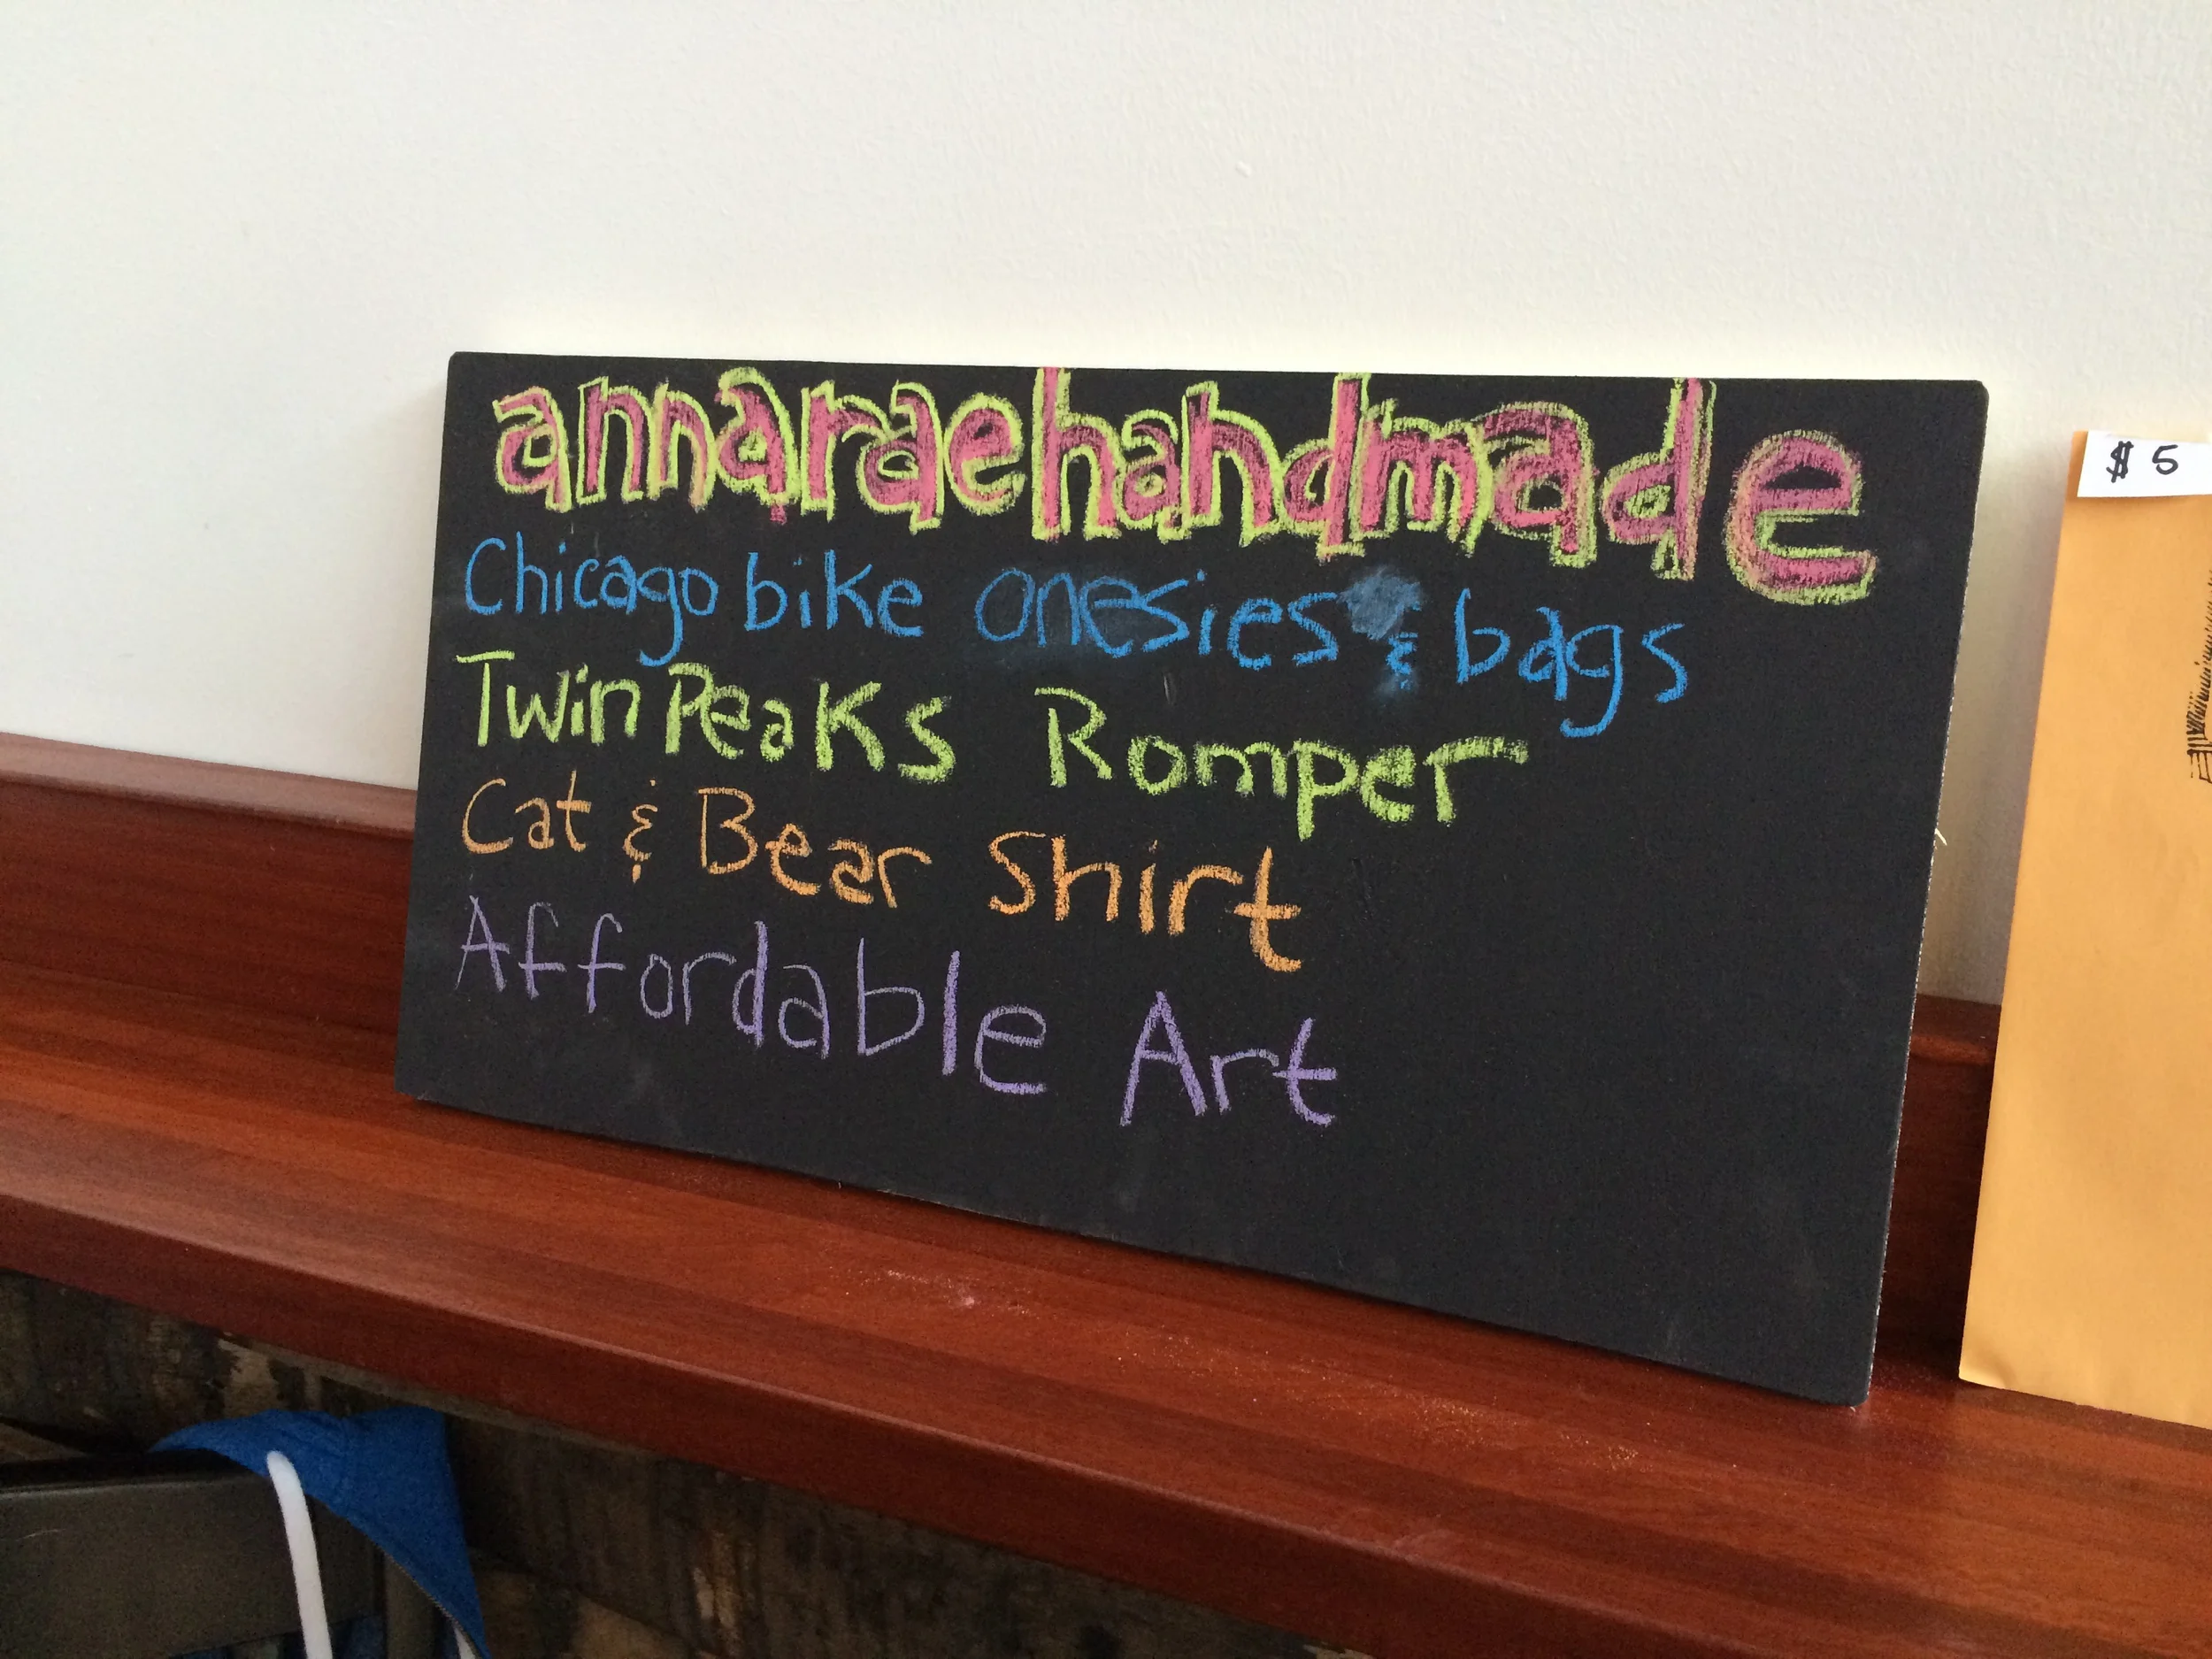 annaraehandmade
Chicago bike onesies & bags
Twin Peaks Romper
Cat & Bear Shirt
Affordable Art
$5